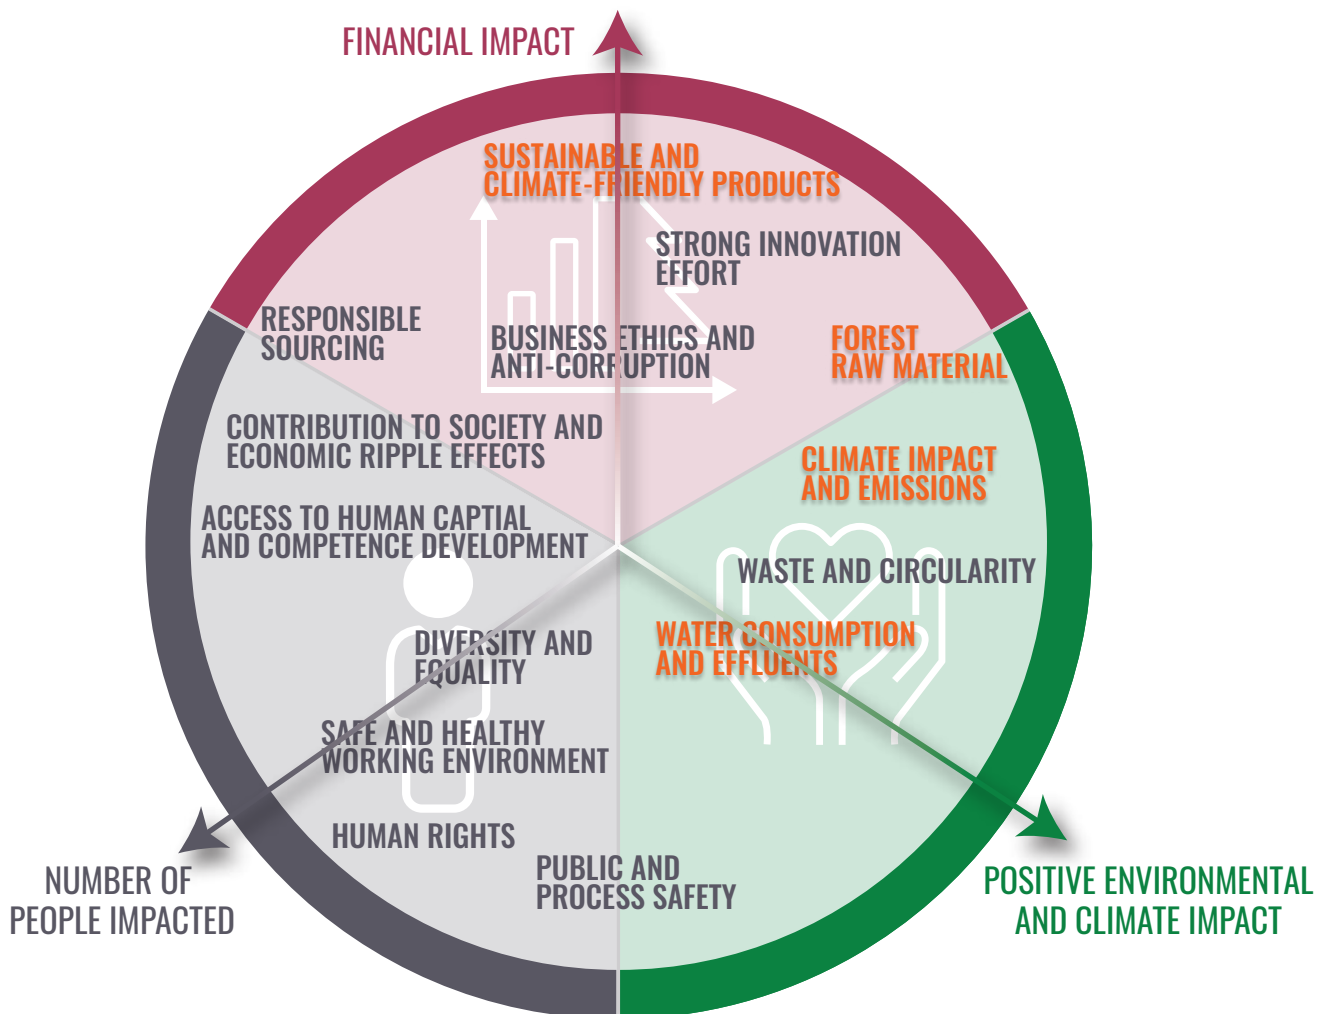 FINANCIAL IMPACT
SUSTAINABLE AND
CLIMATE-FRIENDLY PRODUCTS
STRONG INNOVATION
EFFORT
RESPONSIBLE
SOURCING
BUSINESS ETHICS AND
ANTI-CORRUPTION
FOREST
RAW MATERIAL
CONTRIBUTION TO SOCIETY AND
ECONOMIC RIPPLE EFFECTS
CLIMATE IMPACT
AND EMISSIONS
ACCESS TO HUMAN CAPTIAL
AND COMPETENCE DEVELOPMENT
WASTE AND CIRCULARITY
DIVERSITY AND
EQUALITY
WATER CONSUMPTION
AND EFFLUENTS
SAFE AND HEALTHY
WORKING ENVIRONMENT
HUMAN RIGHTS
PUBLIC AND
PROCESS SAFETY
NUMBER OF
PEOPLE IMPACTED
POSITIVE ENVIRONMENTAL
AND CLIMATE IMPACT